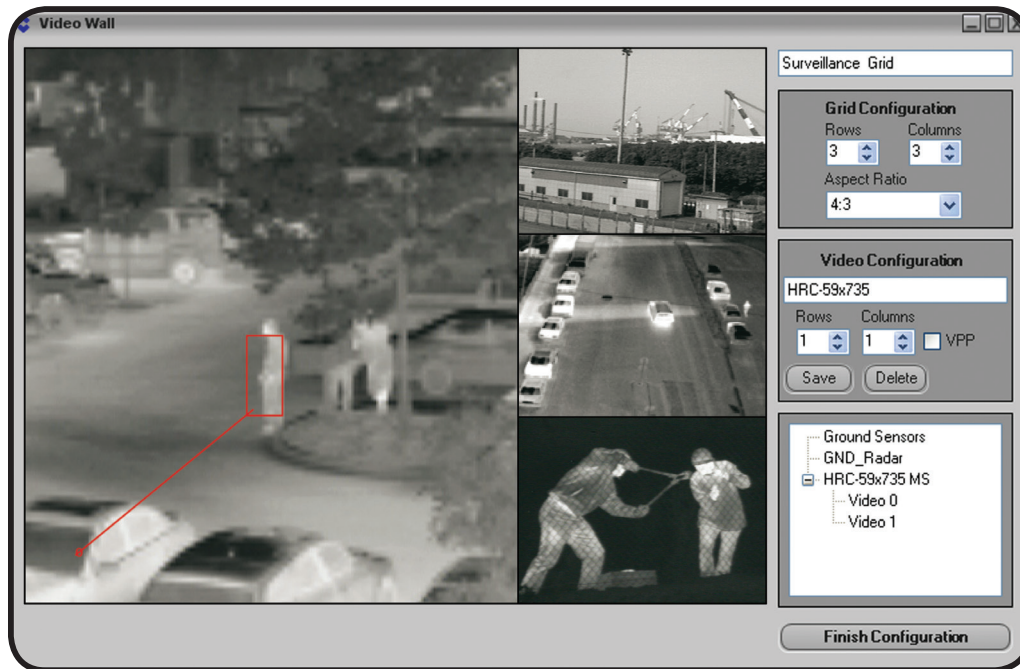 Video Wall
Surveillance Grid
Grid Configuration
Rows Columns
3 3
Aspect Ratio
4:3
Video Configuration
HRC-59x735
Rows Columns
1 1 VPP
Save Delete
Ground Sensors
GND_Radar
HRC-59x735 MS
Video 0
Video 1
Finish Configuration